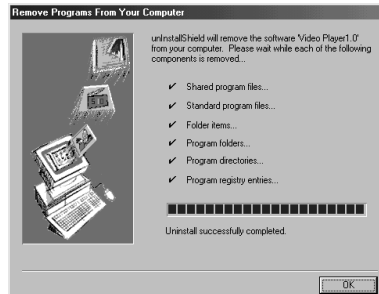 Remove Programs From Your Computer
unInstallShield will remove the software 'Video Player1.0'
from your computer. Please wait while each of the following
components is removed...
✔ Shared program files...
✔ Standard program files...
✔ Folder items...
✔ Program folders...
✔ Program directories...
✔ Program registry entries...
Uninstall successfully completed.
OK